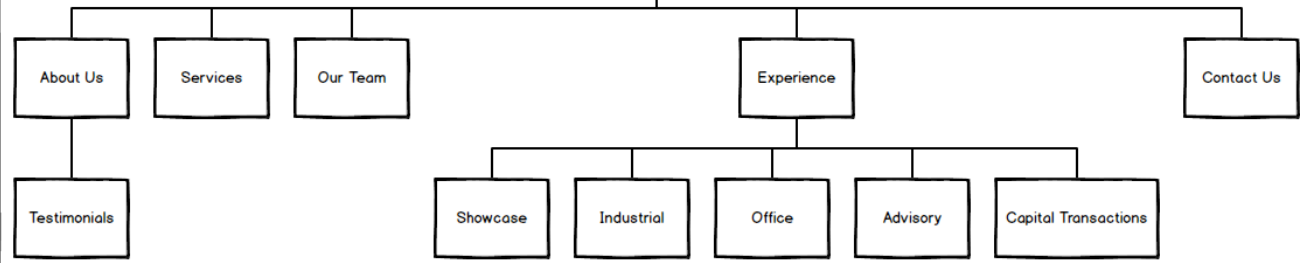 About Us
Services
Our Team
Experience
Contact Us
Testimonials
Showcase
Industrial
Office
Advisory
Capital Transactions